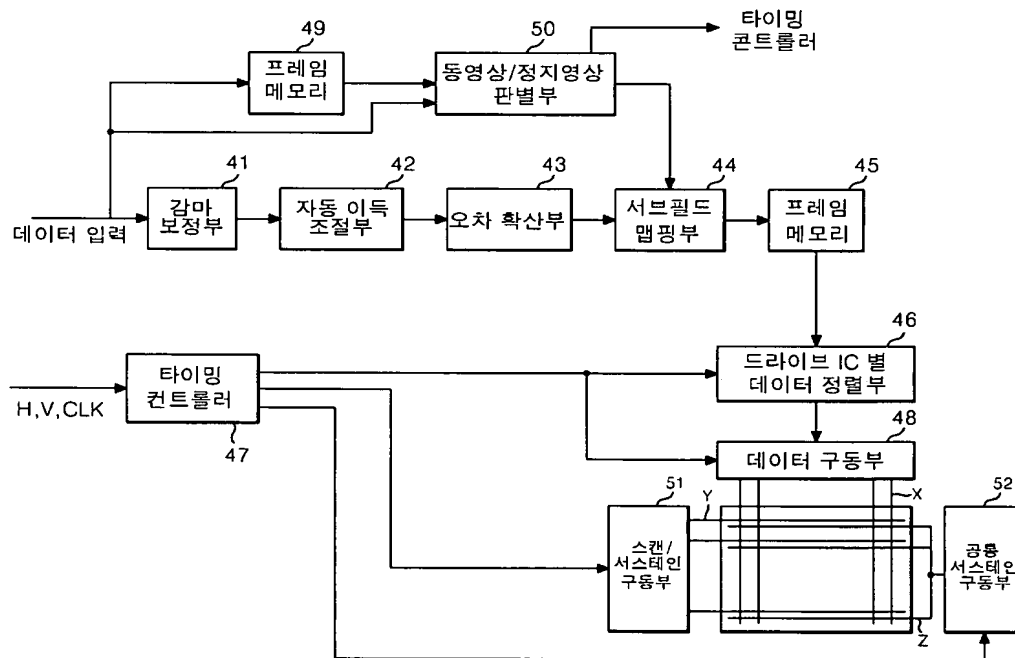 타이밍
콘트롤러
49
프레임
메모리
50
동영상/정지영상
판별부
데이터 입력
41
감마
보정부
42
자동 이득
조절부
43
오차 확산부
44
서브필드
맵핑부
45
프레임
메모리
46
드라이브 IC 별
데이터 정렬부
H,V,CLK
타이밍
컨트롤러
47
48
데이터 구동부
51
스캔/
서스테인
구동부
Y
X
Z
52
공통
서스테인
구동부